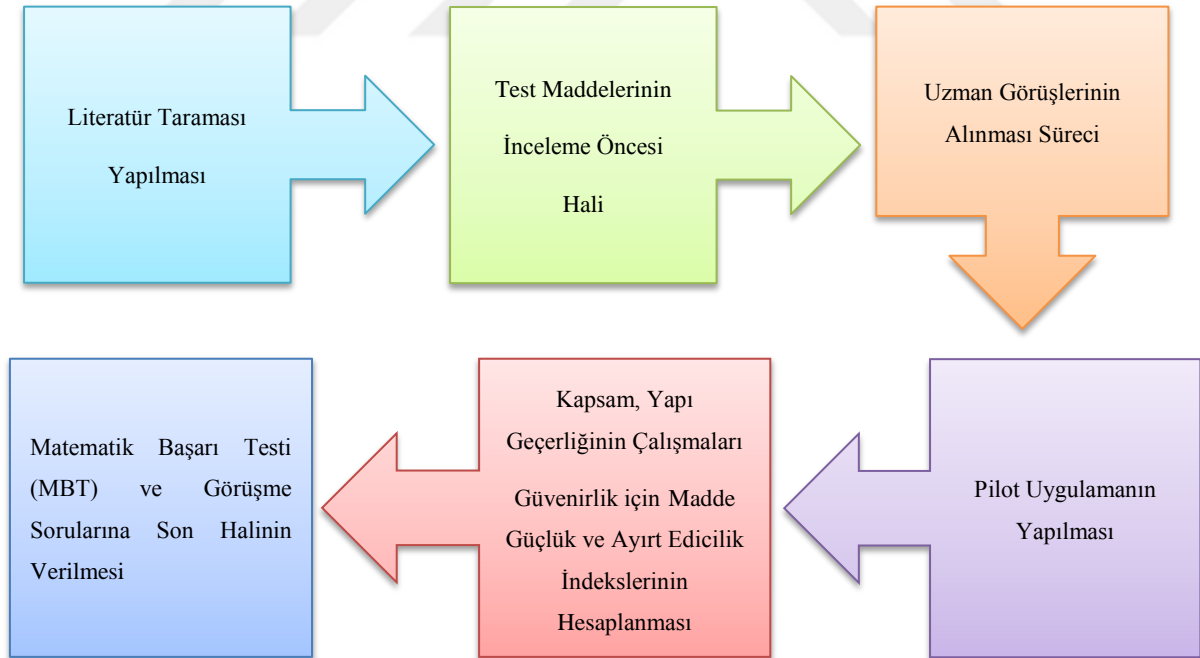 Literatür Taraması
Yapılması
Test Maddelerinin
İnceleme Öncesi
Hali
Uzman Görüşlerinin
Alınması Süreci
Pilot Uygulamanın
Yapılması
Kapsam, Yapı
Geçerliğinin Çalışmaları
Güvenirlik için Madde
Güçlük ve Ayırt Edicilik
İndekslerinin
Hesaplanması
Matematik Başarı Testi
(MBT) ve Görüşme
Sorularına Son Halinin
Verilmesi